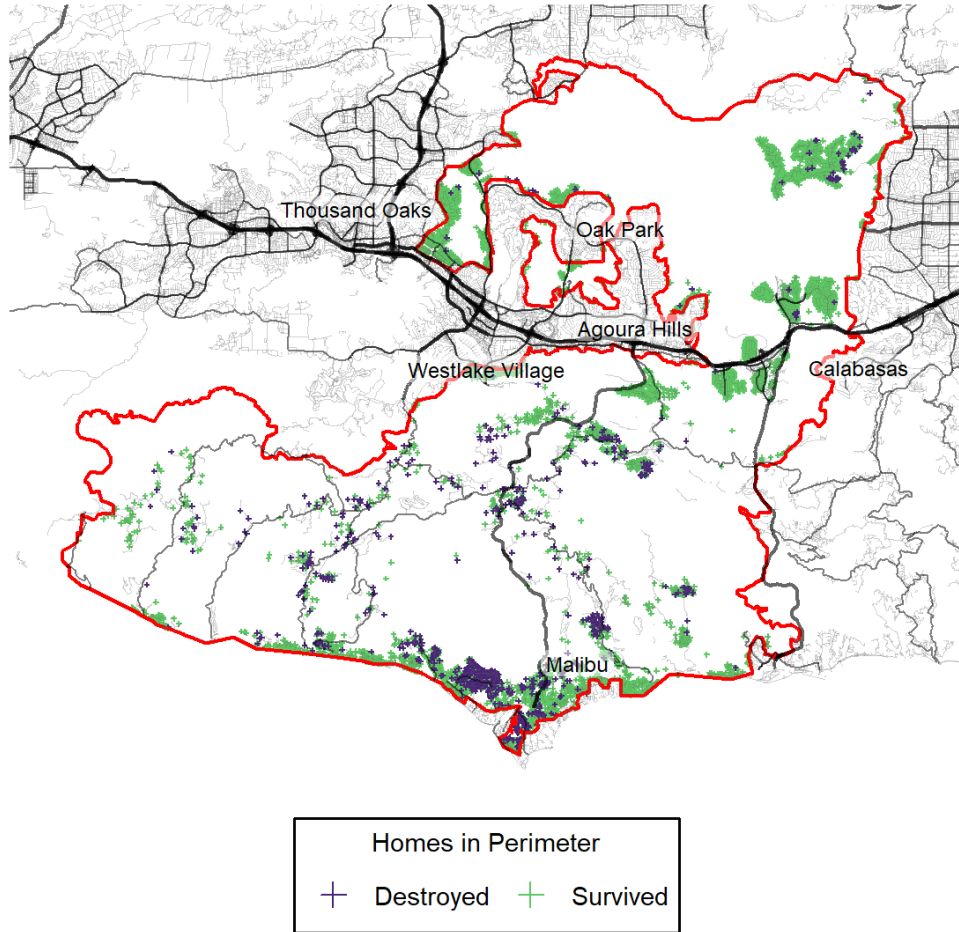 Thousand Oaks
Oak Park
Agoura Hills
Westlake Village
Calabasas
Malibu
Homes in Perimeter
Destroyed
Survived